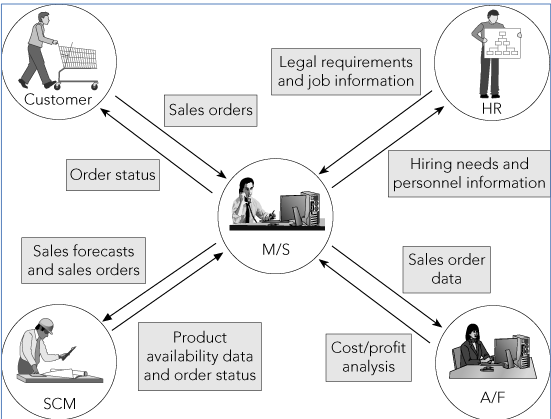 Customer
Legal requirements
and job information
HR
Sales orders
Order status
Hiring needs and
personnel information
M/S
Sales forecasts
and sales orders
Sales order
data
Product
availability data
and order status
Cost/profit
analysis
SCM
A/F